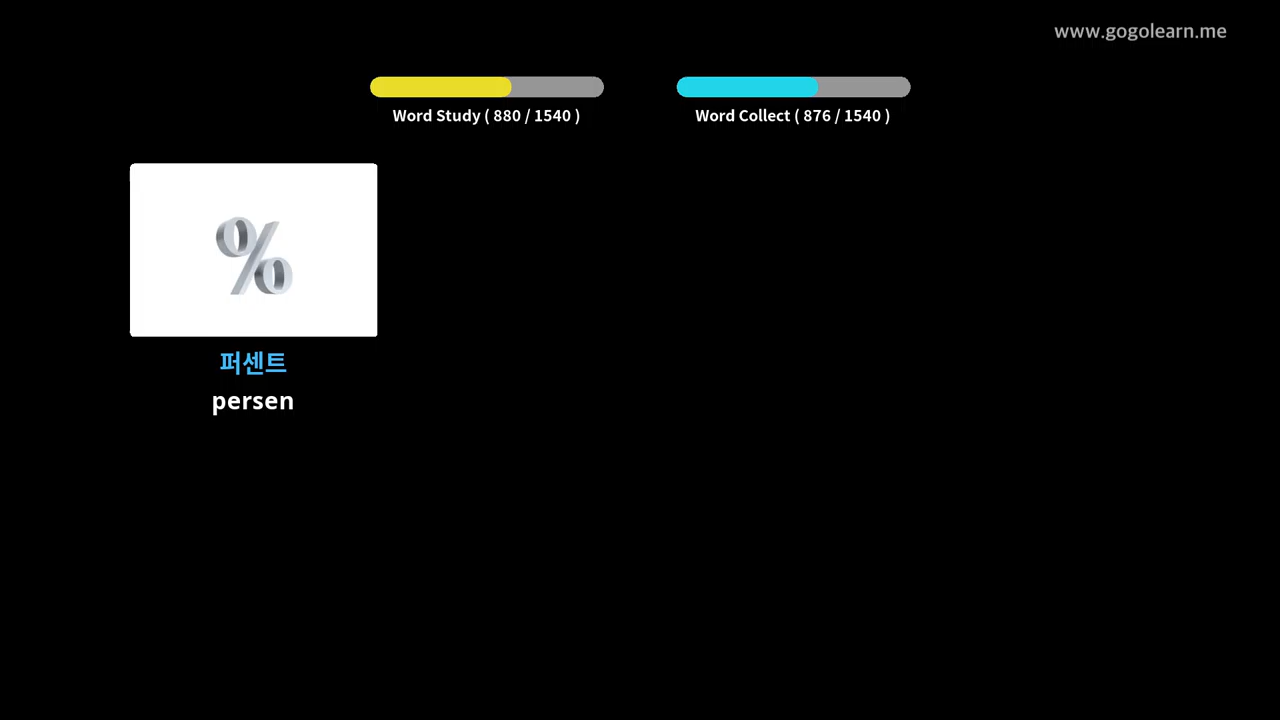 www.gogolearn.me
Word Study ( 880 / 1540 )
Word Collect ( 876 / 1540 )
%
퍼센트
persen